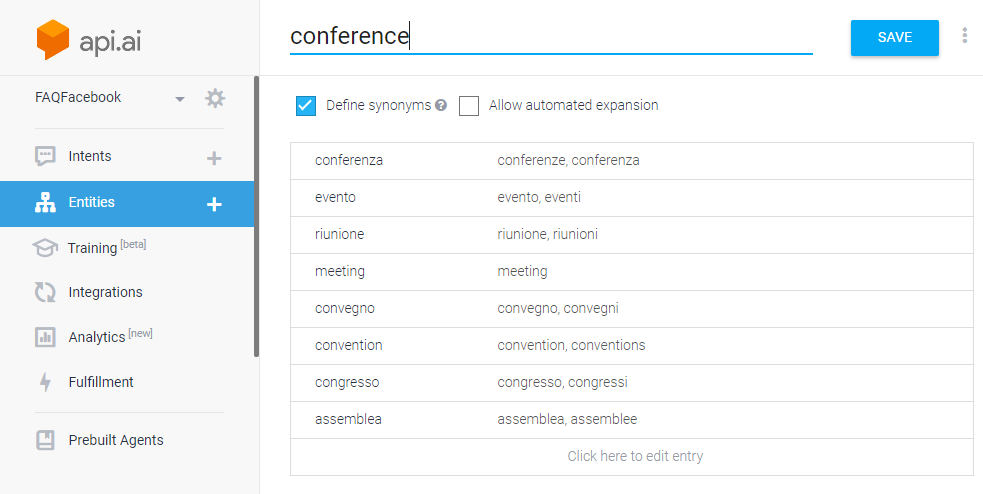 api.ai
conference
SAVE
FAQFacebook
Define synonyms ?
Allow automated expansion
Intents
Entities
Training [beta]
Integrations
Analytics [new]
Fulfillment
Prebuilt Agents
conferenza conferenze, conferenza
evento evento, eventi
riunione riunione, riunioni
meeting meeting
convegno convegno, convegni
convention convention, conventions
congresso congresso, congressi
assemblea assemblea, assemblee
Click here to edit entry